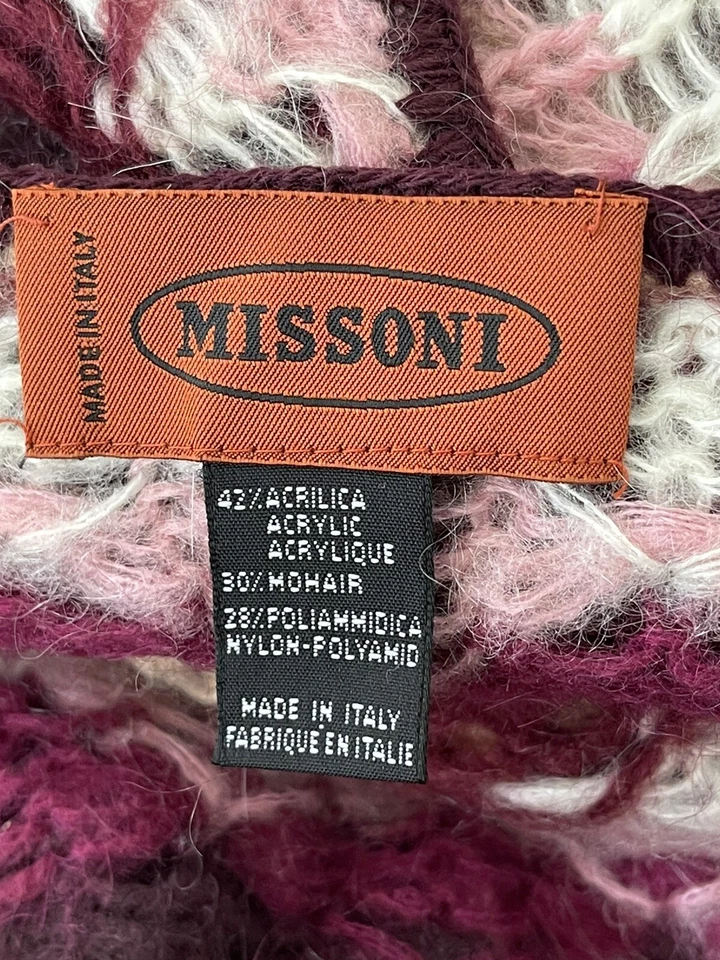 MADE IN ITALY
MISSONI
42% ACRILICA
ACRYLIC
ACRYLIQUE
30% MOHAIR
28% POLIAMMIDICA
NYLON-POLYAMID
MADE IN ITALY
FABRIQUE EN ITALIE